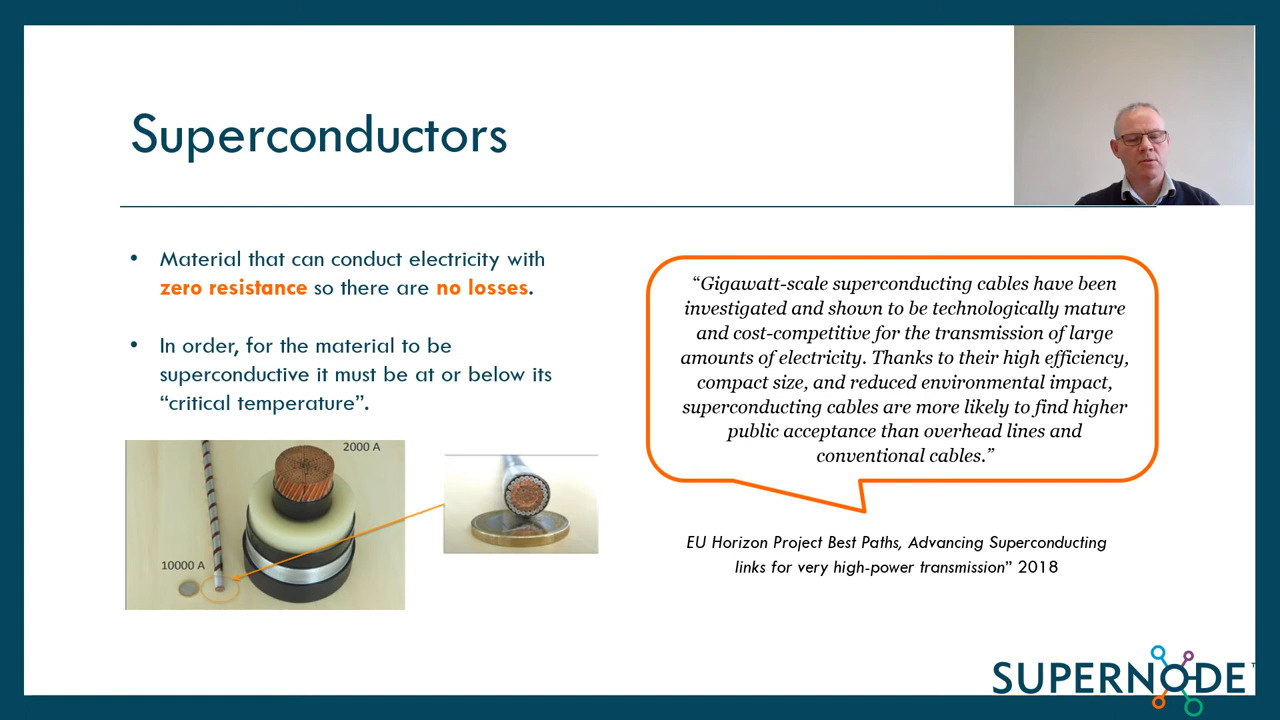 Superconductors
• Material that can conduct electricity with
zero resistance so there are no losses.
• In order, for the material to be
superconductive it must be at or below its
“critical temperature”.
2000 A
10000 A
“Gigawatt-scale superconducting cables have been
investigated and shown to be technologically mature
and cost-competitive for the transmission of large
amounts of electricity. Thanks to their high efficiency,
compact size, and reduced environmental impact,
superconducting cables are more likely to find higher
public acceptance than overhead lines and
conventional cables.”
EU Horizon Project Best Paths, Advancing Superconducting
links for very high-power transmission” 2018
SUPERNODE™